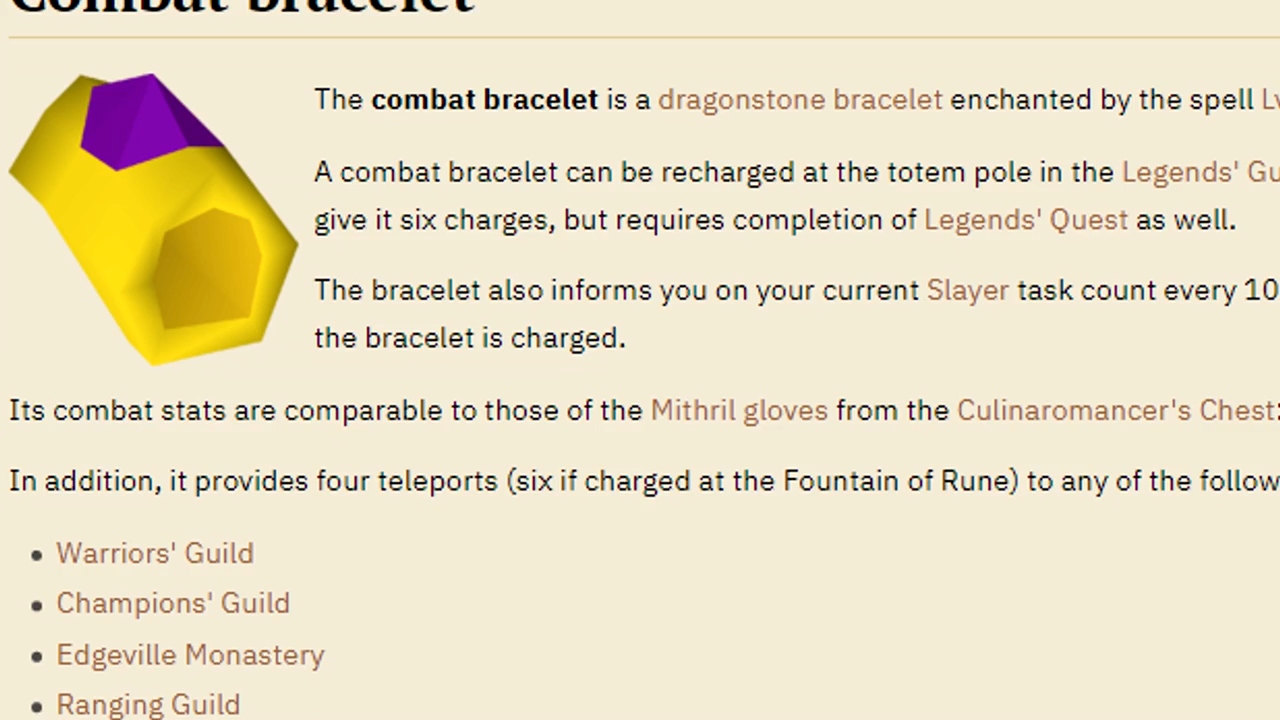 Combat bracelet
The combat bracelet is a dragonstone bracelet enchanted by the spell
A combat bracelet can be recharged at the totem pole in the Legends'
give it six charges, but requires completion of Legends' Quest as well.
The bracelet also informs you on your current Slayer task count every 10
the bracelet is charged.
Its combat stats are comparable to those of the Mithril gloves from the Culinaromancer's Chest:
In addition, it provides four teleports (six if charged at the Fountain of Rune) to any of the follow
• Warriors' Guild
• Champions' Guild
• Edgeville Monastery
• Ranging Guild